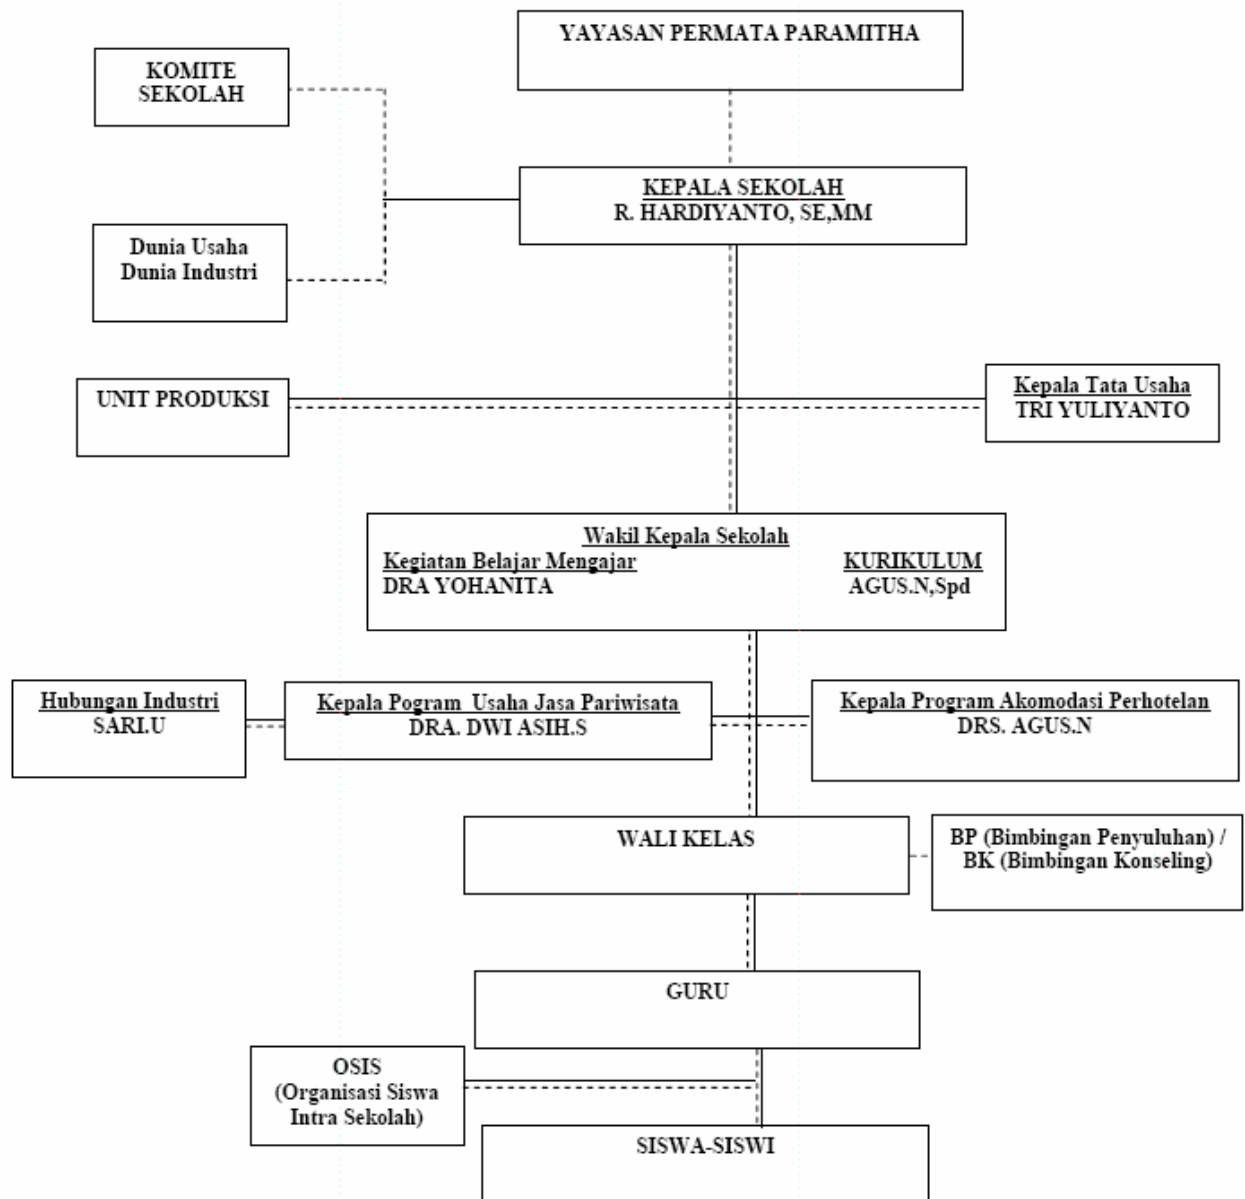 YAYASAN PERMATA PARAMITHA
KOMITE
SEKOLAH
KEPALA SEKOLAH
R. HARDIYANTO, SE,MM
Dunia Usaha
Dunia Industri
UNIT PRODUKSI
Kepala Tata Usaha
TRI YULIYANTO
Wakil Kepala Sekolah
Kegiatan Belajar Mengajar
DRA YOHANITA
KURIKULUM
AGUS.N,Spd
Hubungan Industri
SARI.U
Kepala Pogram Usaha Jasa Pariwisata
DRA. DWI ASIH.S
Kepala Program Akomodasi Perhotelan
DRS. AGUS.N
WALI KELAS
BP (Bimbingan Penyuluhan) /
BK (Bimbingan Konseling)
GURU
OSIS
(Organisasi Siswa
Intra Sekolah)
SISWA-SISWI